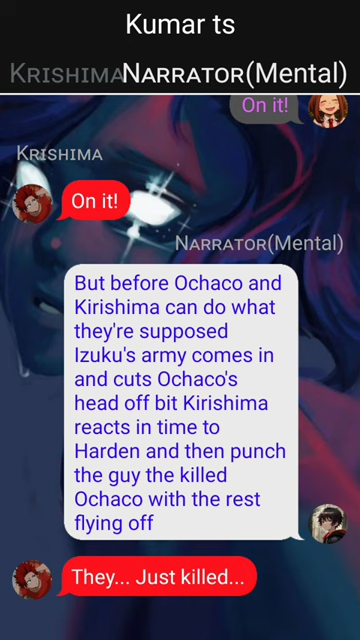 Kumar ts
KRISHIMA NARRATOR(Mental)
On it!
KRISHIMA
On it!
NARRATOR(Mental)
But before Ochaco and
Kirishima can do what
they're supposed
Izuku's army comes in
and cuts Ochaco's
head off bit Kirishima
reacts in time to
Harden and then punch
the guy the killed
Ochaco with the rest
flying off
They... Just killed...